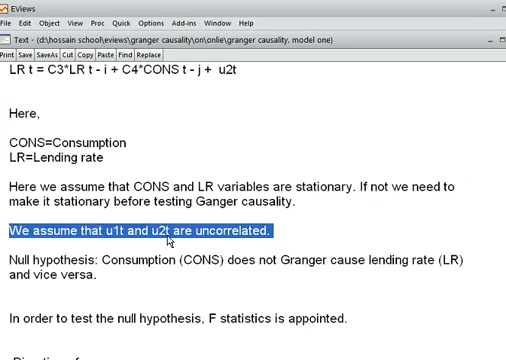 EViews
File Edit Object View Proc Quick Options Add-ins Window Help
Text - (d:\hossain school\eviews\granger causality\on\onlie\granger causality. model one)
Print Save SaveAs Cut Copy Paste Find Replace
LR t = C3*LR t - i + C4*CONS t - j + u2t
Here,
CONS=Consumption
LR=Lending rate
Here we assume that CONS and LR variables are stationary. If not we need to
make it stationary before testing Ganger causality.
We assume that u1t and u2t are uncorrelated.
Null hypothesis: Consumption (CONS) does not Granger cause lending rate (LR)
and vice versa.
In order to test the null hypothesis, F statistics is appointed.